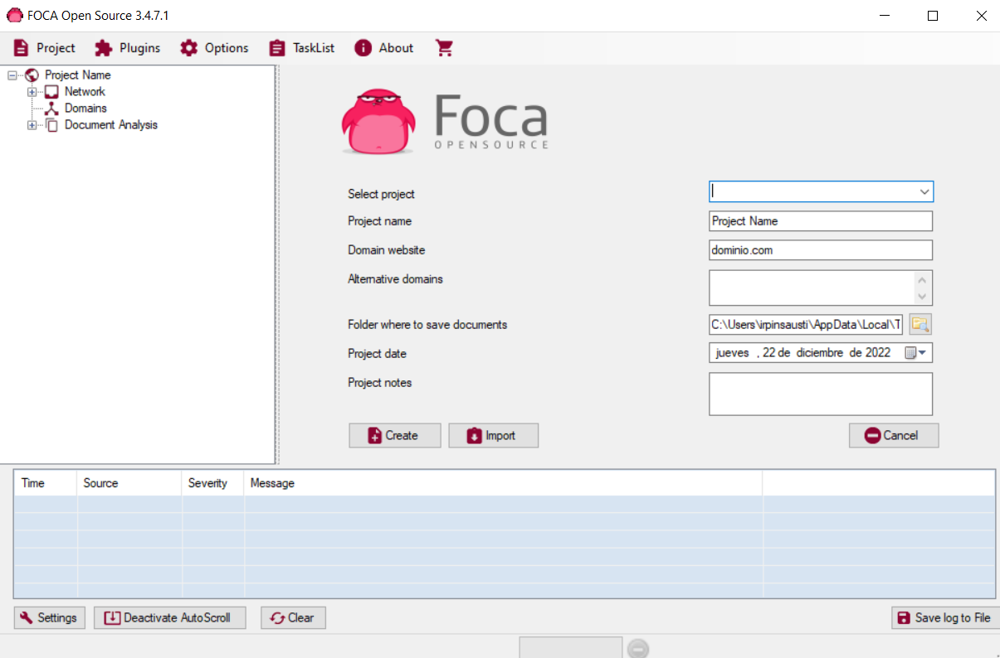 FOCA Open Source 3.4.7.1
Project Plugins Options TaskList About
Project Name
Network
Domains
Document Analysis
Foca
OPENSOURCE
Select project
Project name Project Name
Domain website dominio.com
Alternative domains
Folder where to save documents C:\Users\irpinsausti\AppData\Local\T
Project date jueves , 22 de diciembre de 2022
Project notes
Create Import Cancel
Time Source Severity Message
Settings Deactivate AutoScroll Clear Save log to File